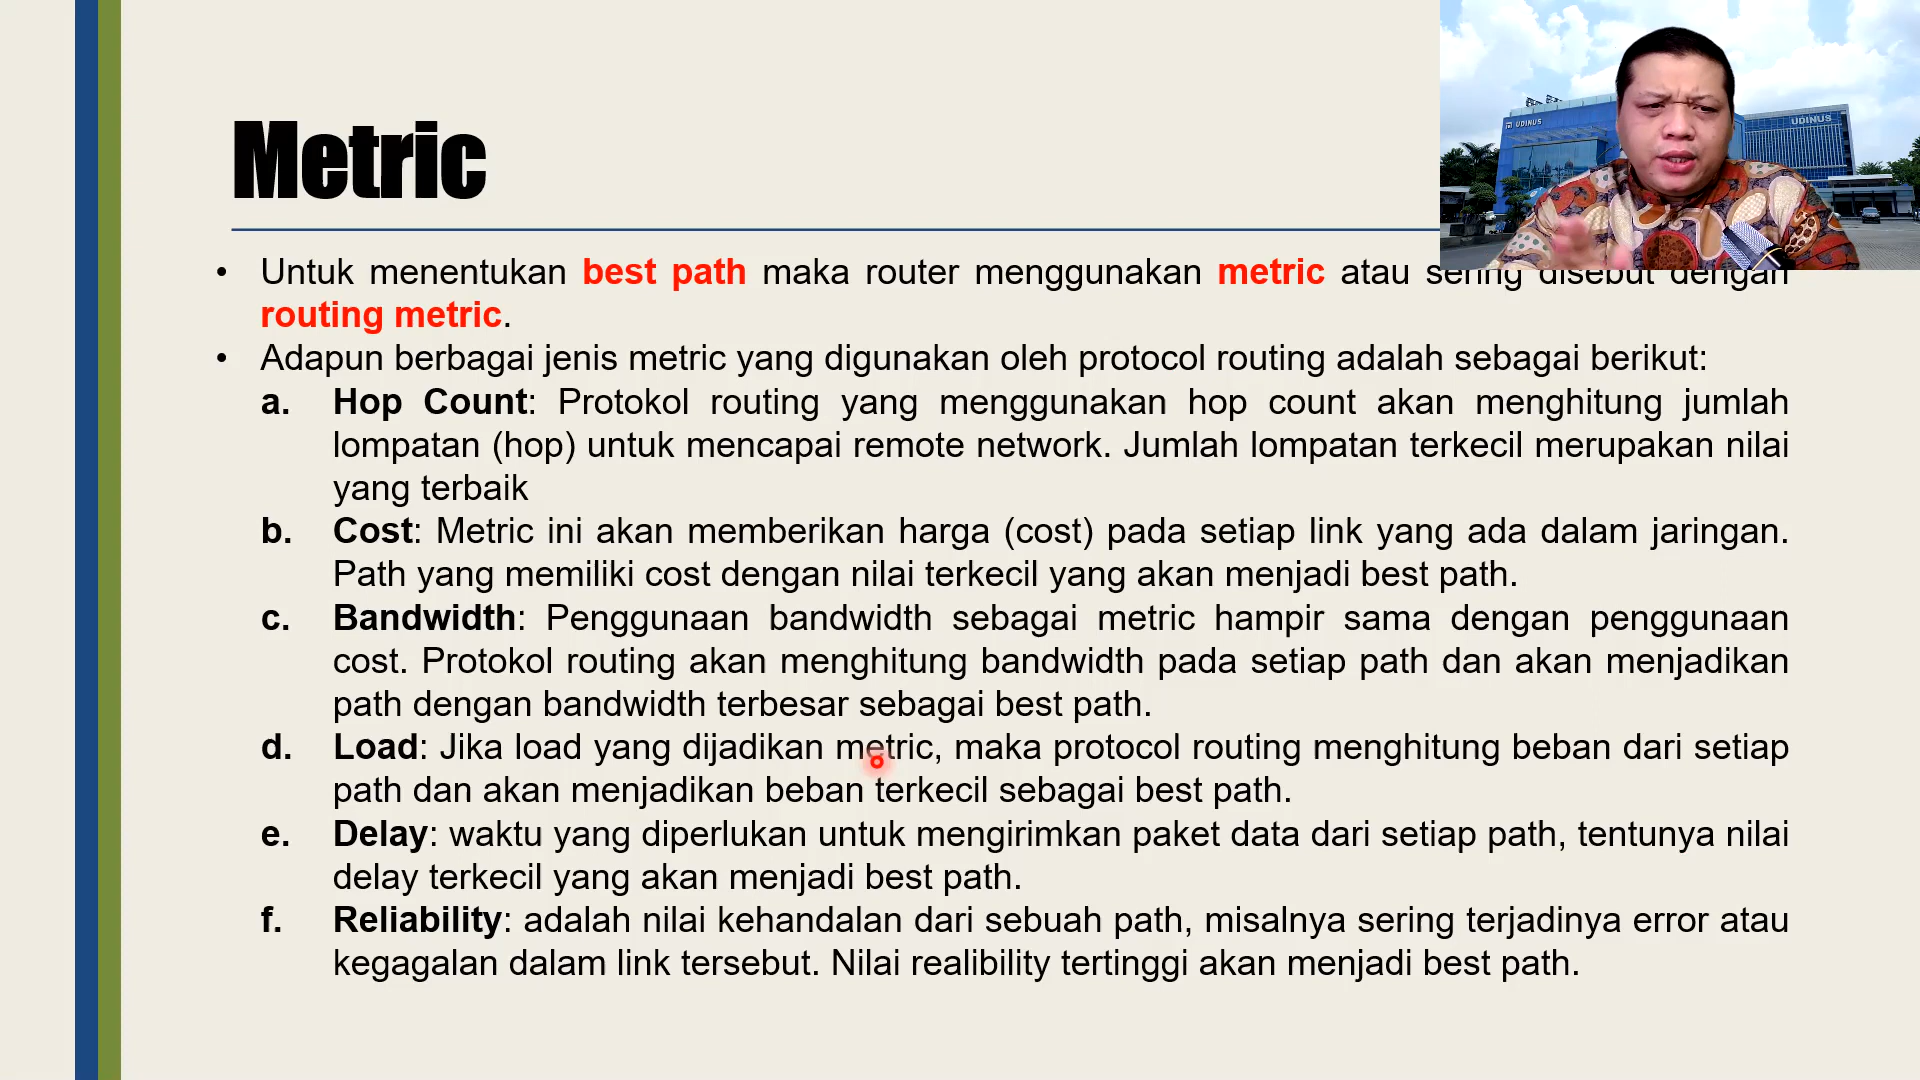 UDINUS
UDINUS
Metric
• Untuk menentukan best path maka router menggunakan metric atau sering disebut dengan
routing metric.
• Adapun berbagai jenis metric yang digunakan oleh protocol routing adalah sebagai berikut:
a. Hop Count: Protokol routing yang menggunakan hop count akan menghitung jumlah
lompatan (hop) untuk mencapai remote network. Jumlah lompatan terkecil merupakan nilai
yang terbaik
b. Cost: Metric ini akan memberikan harga (cost) pada setiap link yang ada dalam jaringan.
Path yang memiliki cost dengan nilai terkecil yang akan menjadi best path.
c. Bandwidth: Penggunaan bandwidth sebagai metric hampir sama dengan penggunaan
cost. Protokol routing akan menghitung bandwidth pada setiap path dan akan menjadikan
path dengan bandwidth terbesar sebagai best path.
d. Load: Jika load yang dijadikan metric, maka protocol routing menghitung beban dari setiap
path dan akan menjadikan beban terkecil sebagai best path.
e. Delay: waktu yang diperlukan untuk mengirimkan paket data dari setiap path, tentunya nilai
delay terkecil yang akan menjadi best path.
f. Reliability: adalah nilai kehandalan dari sebuah path, misalnya sering terjadinya error atau
kegagalan dalam link tersebut. Nilai realibility tertinggi akan menjadi best path.